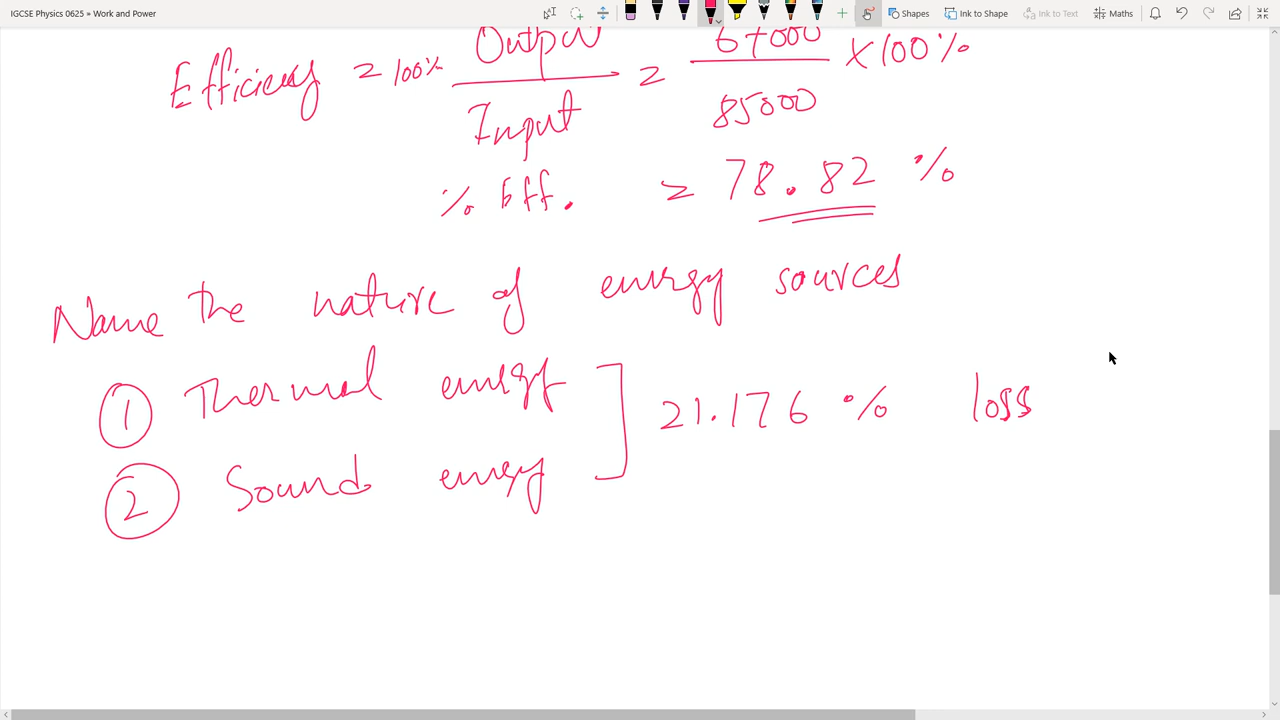 IGCSE Physics 0625 » Work and Power
Shapes Ink to Shape Ink to Text Maths
Efficiency = 100% Output / Input = 67000 / 85000 × 100%
% Eff. = 78.82 %
Name the nature of energy sources
① Thermal energy
② Sound energy
] 21.176 % loss